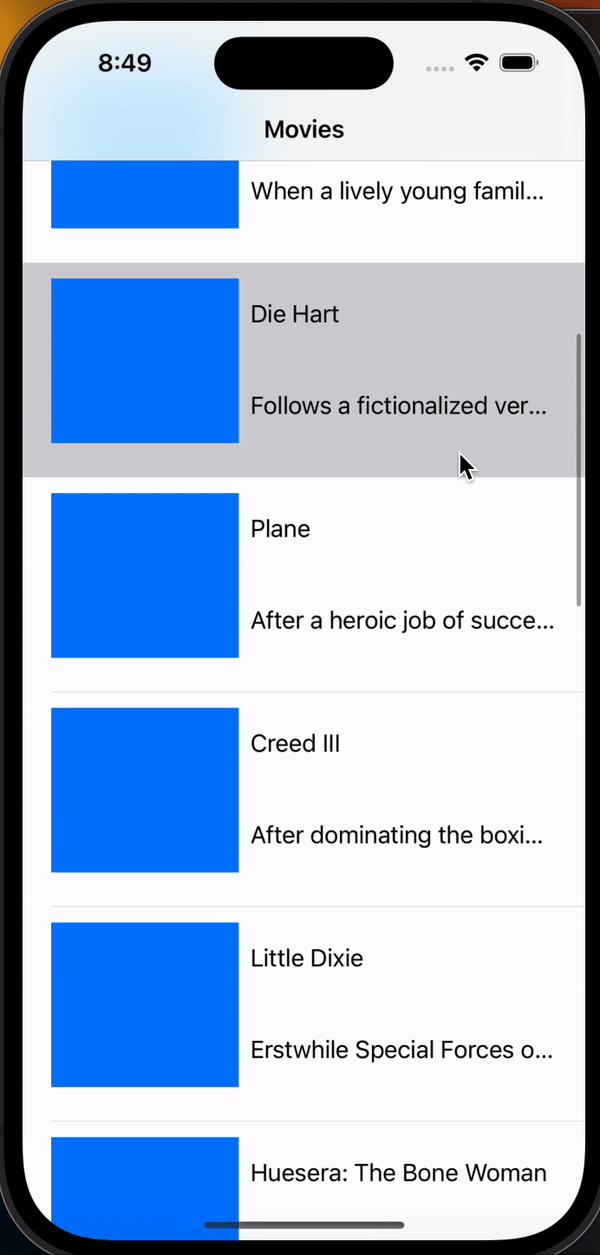 8:49
Movies
When a lively young famil...
Die Hart
Follows a fictionalized ver...
Plane
After a heroic job of succe...
Creed III
After dominating the boxi...
Little Dixie
Erstwhile Special Forces o...
Huesera: The Bone Woman